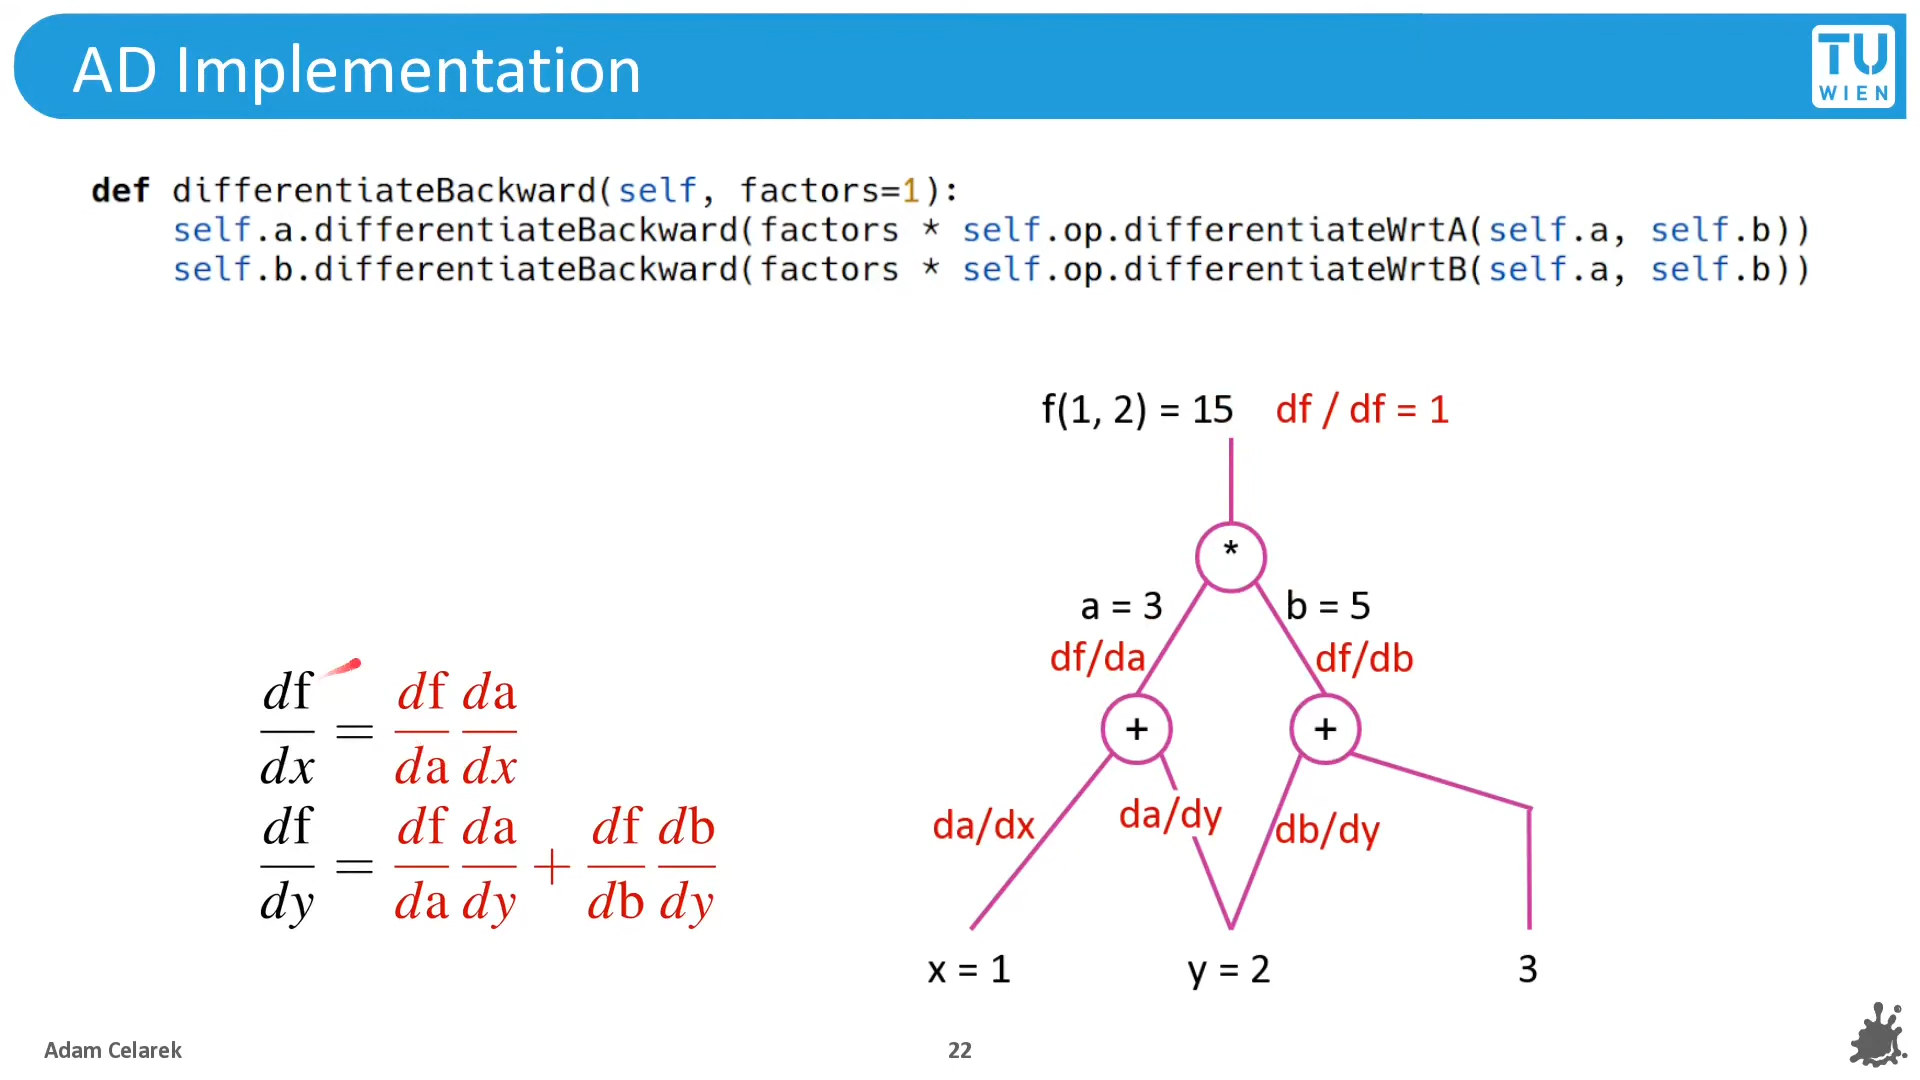 AD Implementation
TU
WIEN
def differentiateBackward(self, factors=1):
self.a.differentiateBackward(factors * self.op.differentiateWrtA(self.a, self.b))
self.b.differentiateBackward(factors * self.op.differentiateWrtB(self.a, self.b))
f(1, 2) = 15 df / df = 1
*
a = 3 b = 5
df/da df/db
+ +
da/dx da/dy db/dy
x = 1 y = 2 3
df/dx = df/da da/dx
df/dy = df/da da/dy + df/db db/dy
Adam Celarek 22